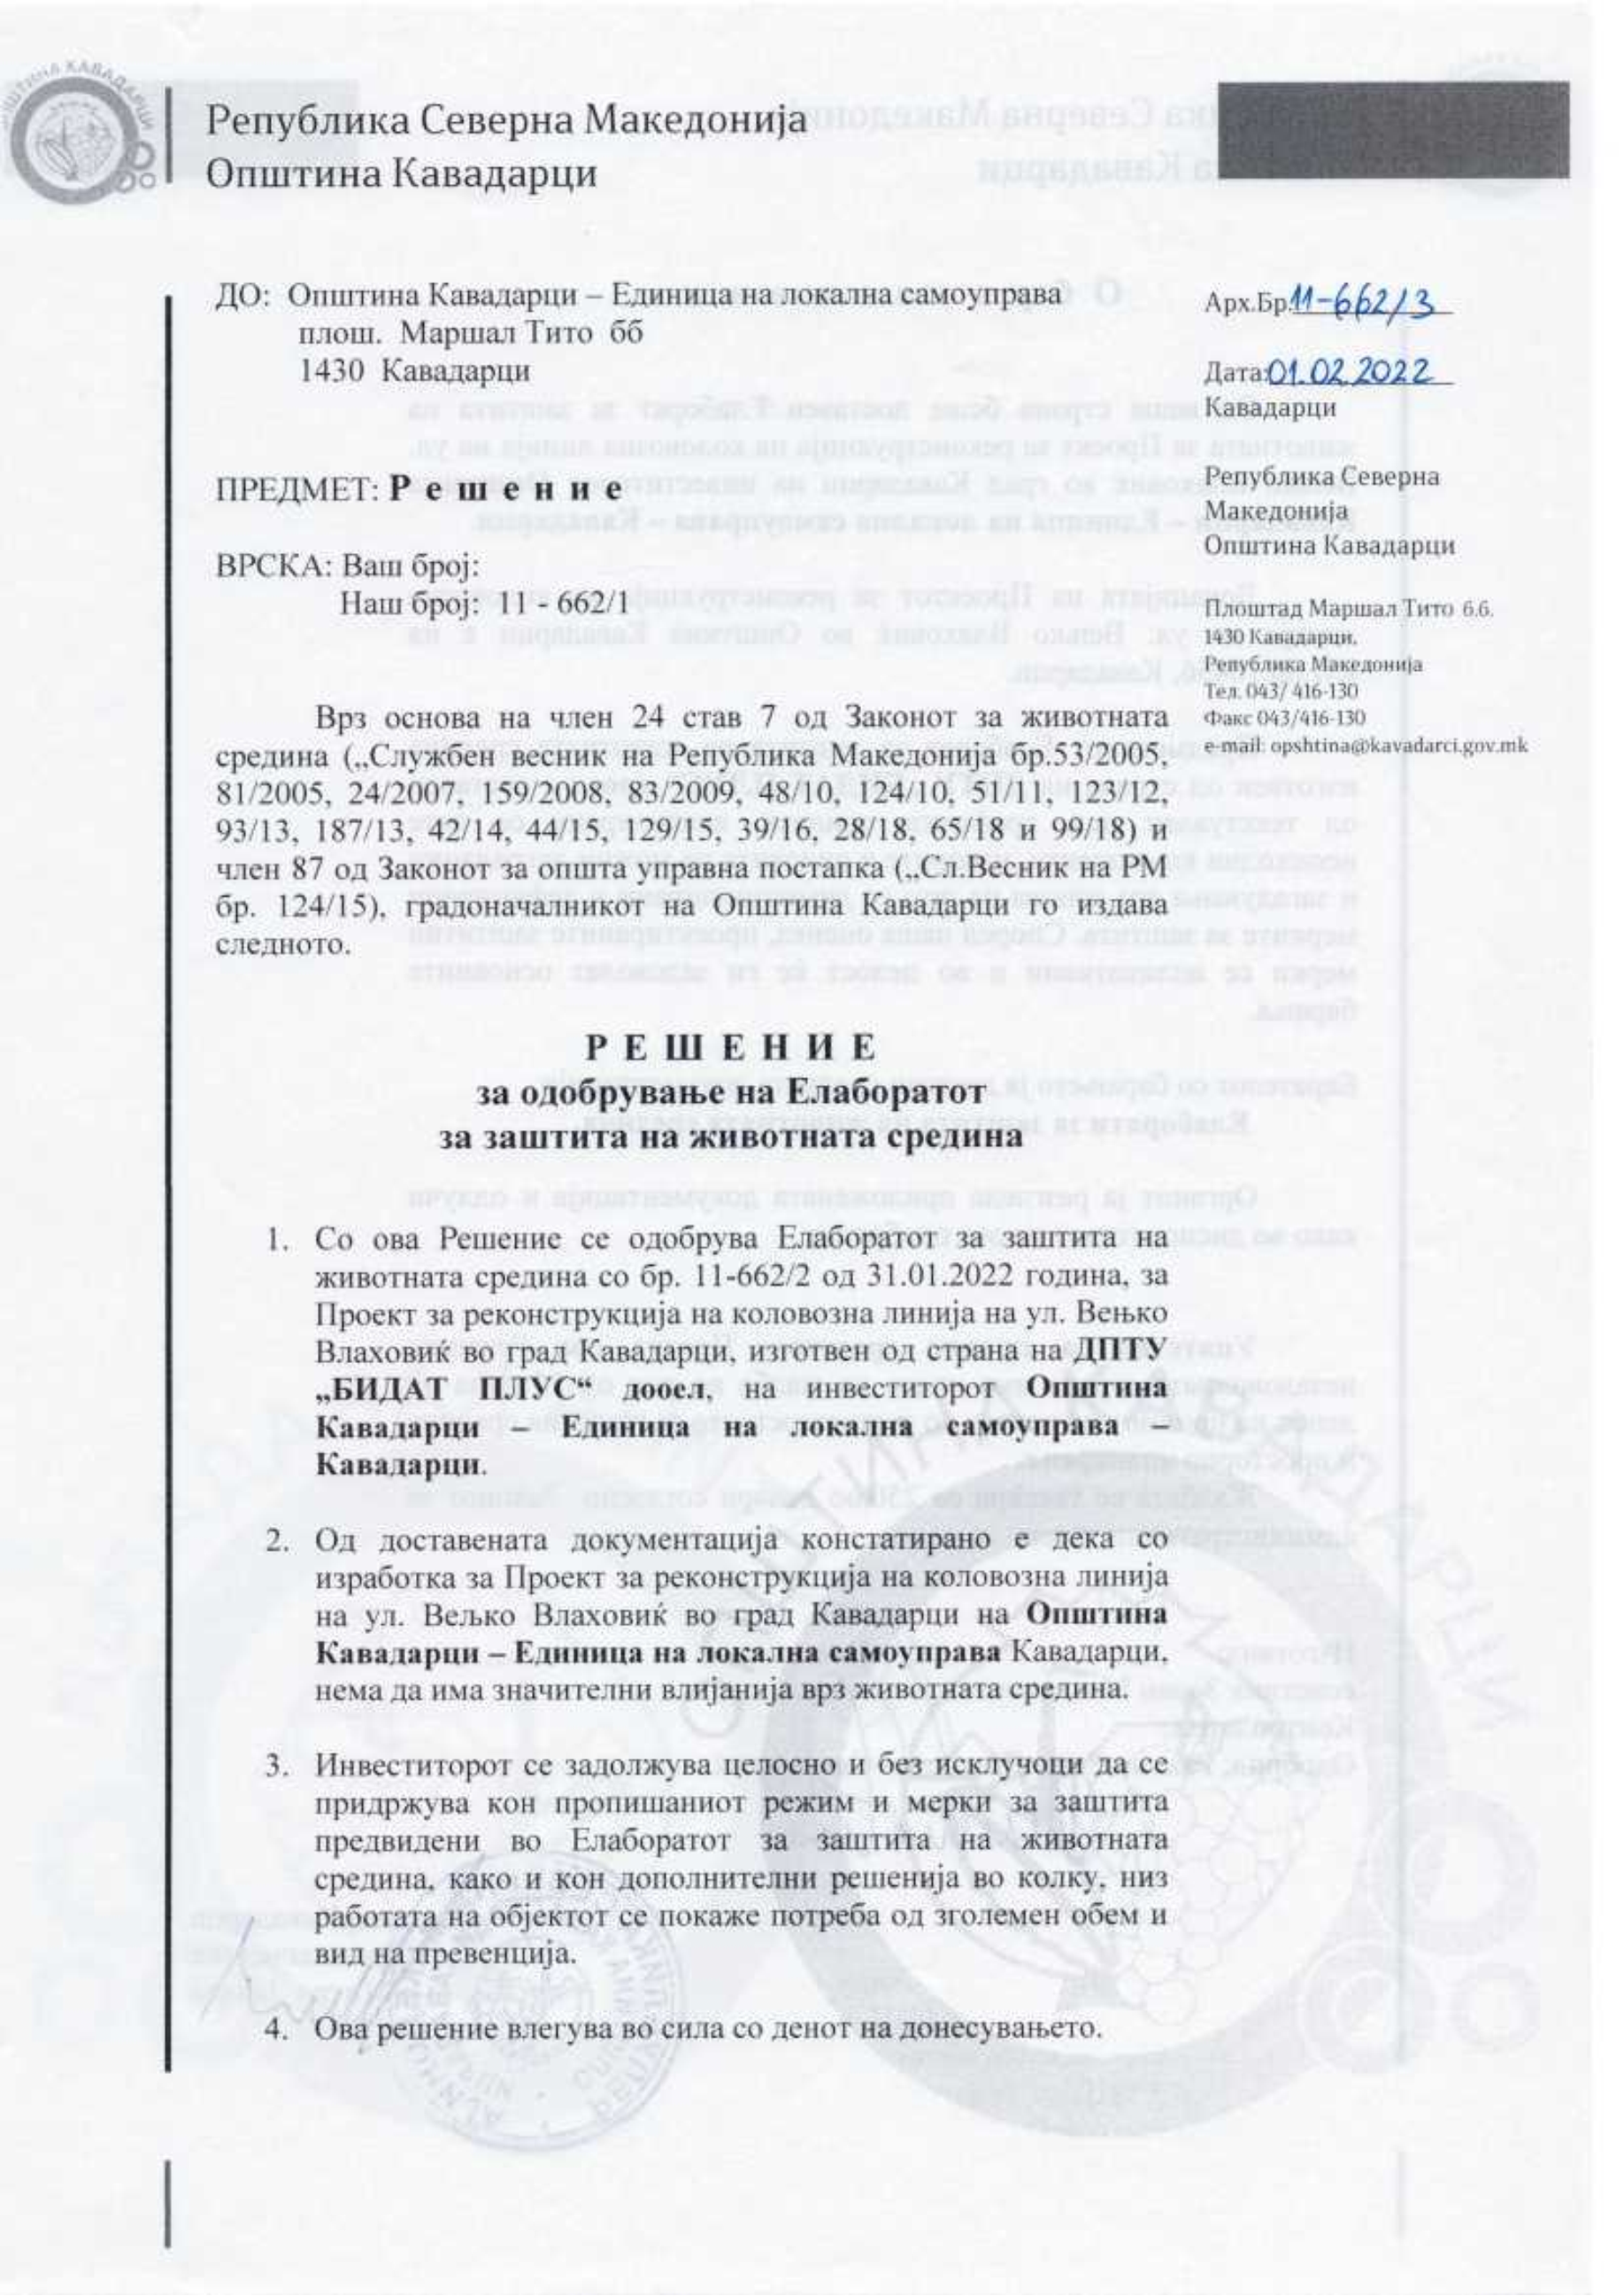 Република Северна Македонија
Општина Кавадарци
ДО: Општина Кавадарци – Единица на локална самоуправа
плош. Маршал Тито бб
1430 Кавадарци
ПРЕДМЕТ: Р е ш е н и е
ВРСКА: Ваш број:
Наш број: 11 - 662/1
Арх.Бр.11-662/3
Дата:01.02.2022
Кавадарци
Република Северна
Македонија
Општина Кавадарци
Плоштад Маршал Тито б.б.
1430 Кавадарци,
Република Македонија
Тел. 043/ 416-130
Факс 043/416-130
e-mail: opshtina@kavadarci.gov.mk
Врз основа на член 24 став 7 од Законот за животната
средина („Службен весник на Република Македонија бр.53/2005,
81/2005, 24/2007, 159/2008, 83/2009, 48/10, 124/10, 51/11, 123/12,
93/13, 187/13, 42/14, 44/15, 129/15, 39/16, 28/18, 65/18 и 99/18) и
член 87 од Законот за општа управна постапка („Сл.Весник на РМ
бр. 124/15), градоначалникот на Општина Кавадарци го издава
следното.
Р Е Ш Е Н И Е
за одобрување на Елаборатот
за заштита на животната средина
1. Со ова Решение се одобрува Елаборатот за заштита на
животната средина со бр. 11-662/2 од 31.01.2022 година, за
Проект за реконструкција на коловозна линија на ул. Вењко
Влаховиќ во град Кавадарци, изготвен од страна на ДПТУ
„БИДАТ ПЛУС“ дооел, на инвеститорот Општина
Кавадарци – Единица на локална самоуправа –
Кавадарци.
2. Од доставената документација констатирано е дека со
изработка за Проект за реконструкција на коловозна линија
на ул. Вељко Влаховиќ во град Кавадарци на Општина
Кавадарци – Единица на локална самоуправа Кавадарци,
нема да има значителни влијанија врз животната средина.
3. Инвеститорот се задолжува целосно и без исклучоци да се
придржува кон пропишаниот режим и мерки за заштита
предвидени во Елаборатот за заштита на животната
средина, како и кон дополнителни решенија во колку, низ
работата на објектот се покаже потреба од зголемен обем и
вид на превенција.
4. Ова решение влегува во сила со денот на донесувањето.